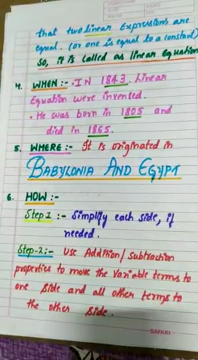 that two linear Expressions are
equal. (or one is equal to a constant)
So, it is called as linear Equation
4. WHEN :- . IN 1843, Linear
Equation were invented.
• He was born in 1805 and
died in 1865.
5. WHERE :- It is originated in
BABYLONIA AND EGYPT
6. HOW :-
Step 1 :- Simplify each side, if
needed.
Step-2:- Use Addition/Subtraction
properties to move the variable terms to
one side and all other terms to
the other side.